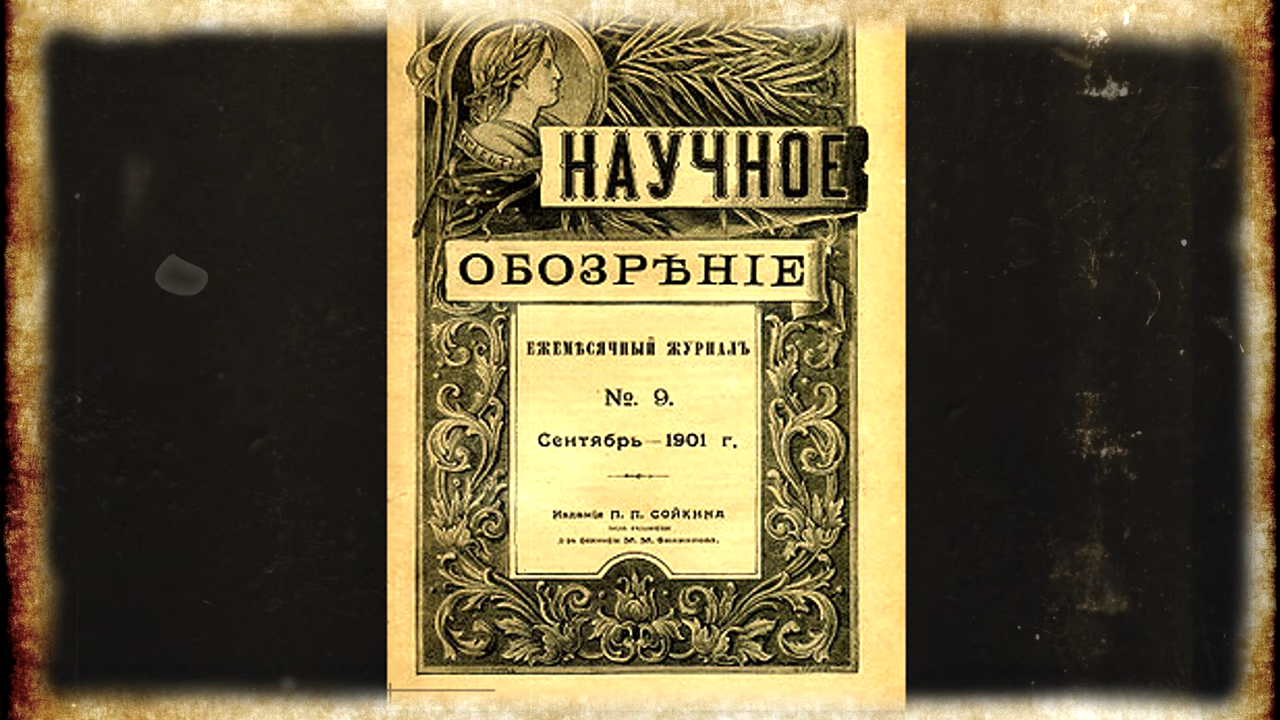 НАУЧНОЕ
ОБОЗРѢНІЕ
ЕЖЕМѢСЯЧНЫЙ ЖУРНАЛЪ
№. 9.
Сентябрь — 1901 г.
Изданіе П. П. СОЙКИНА